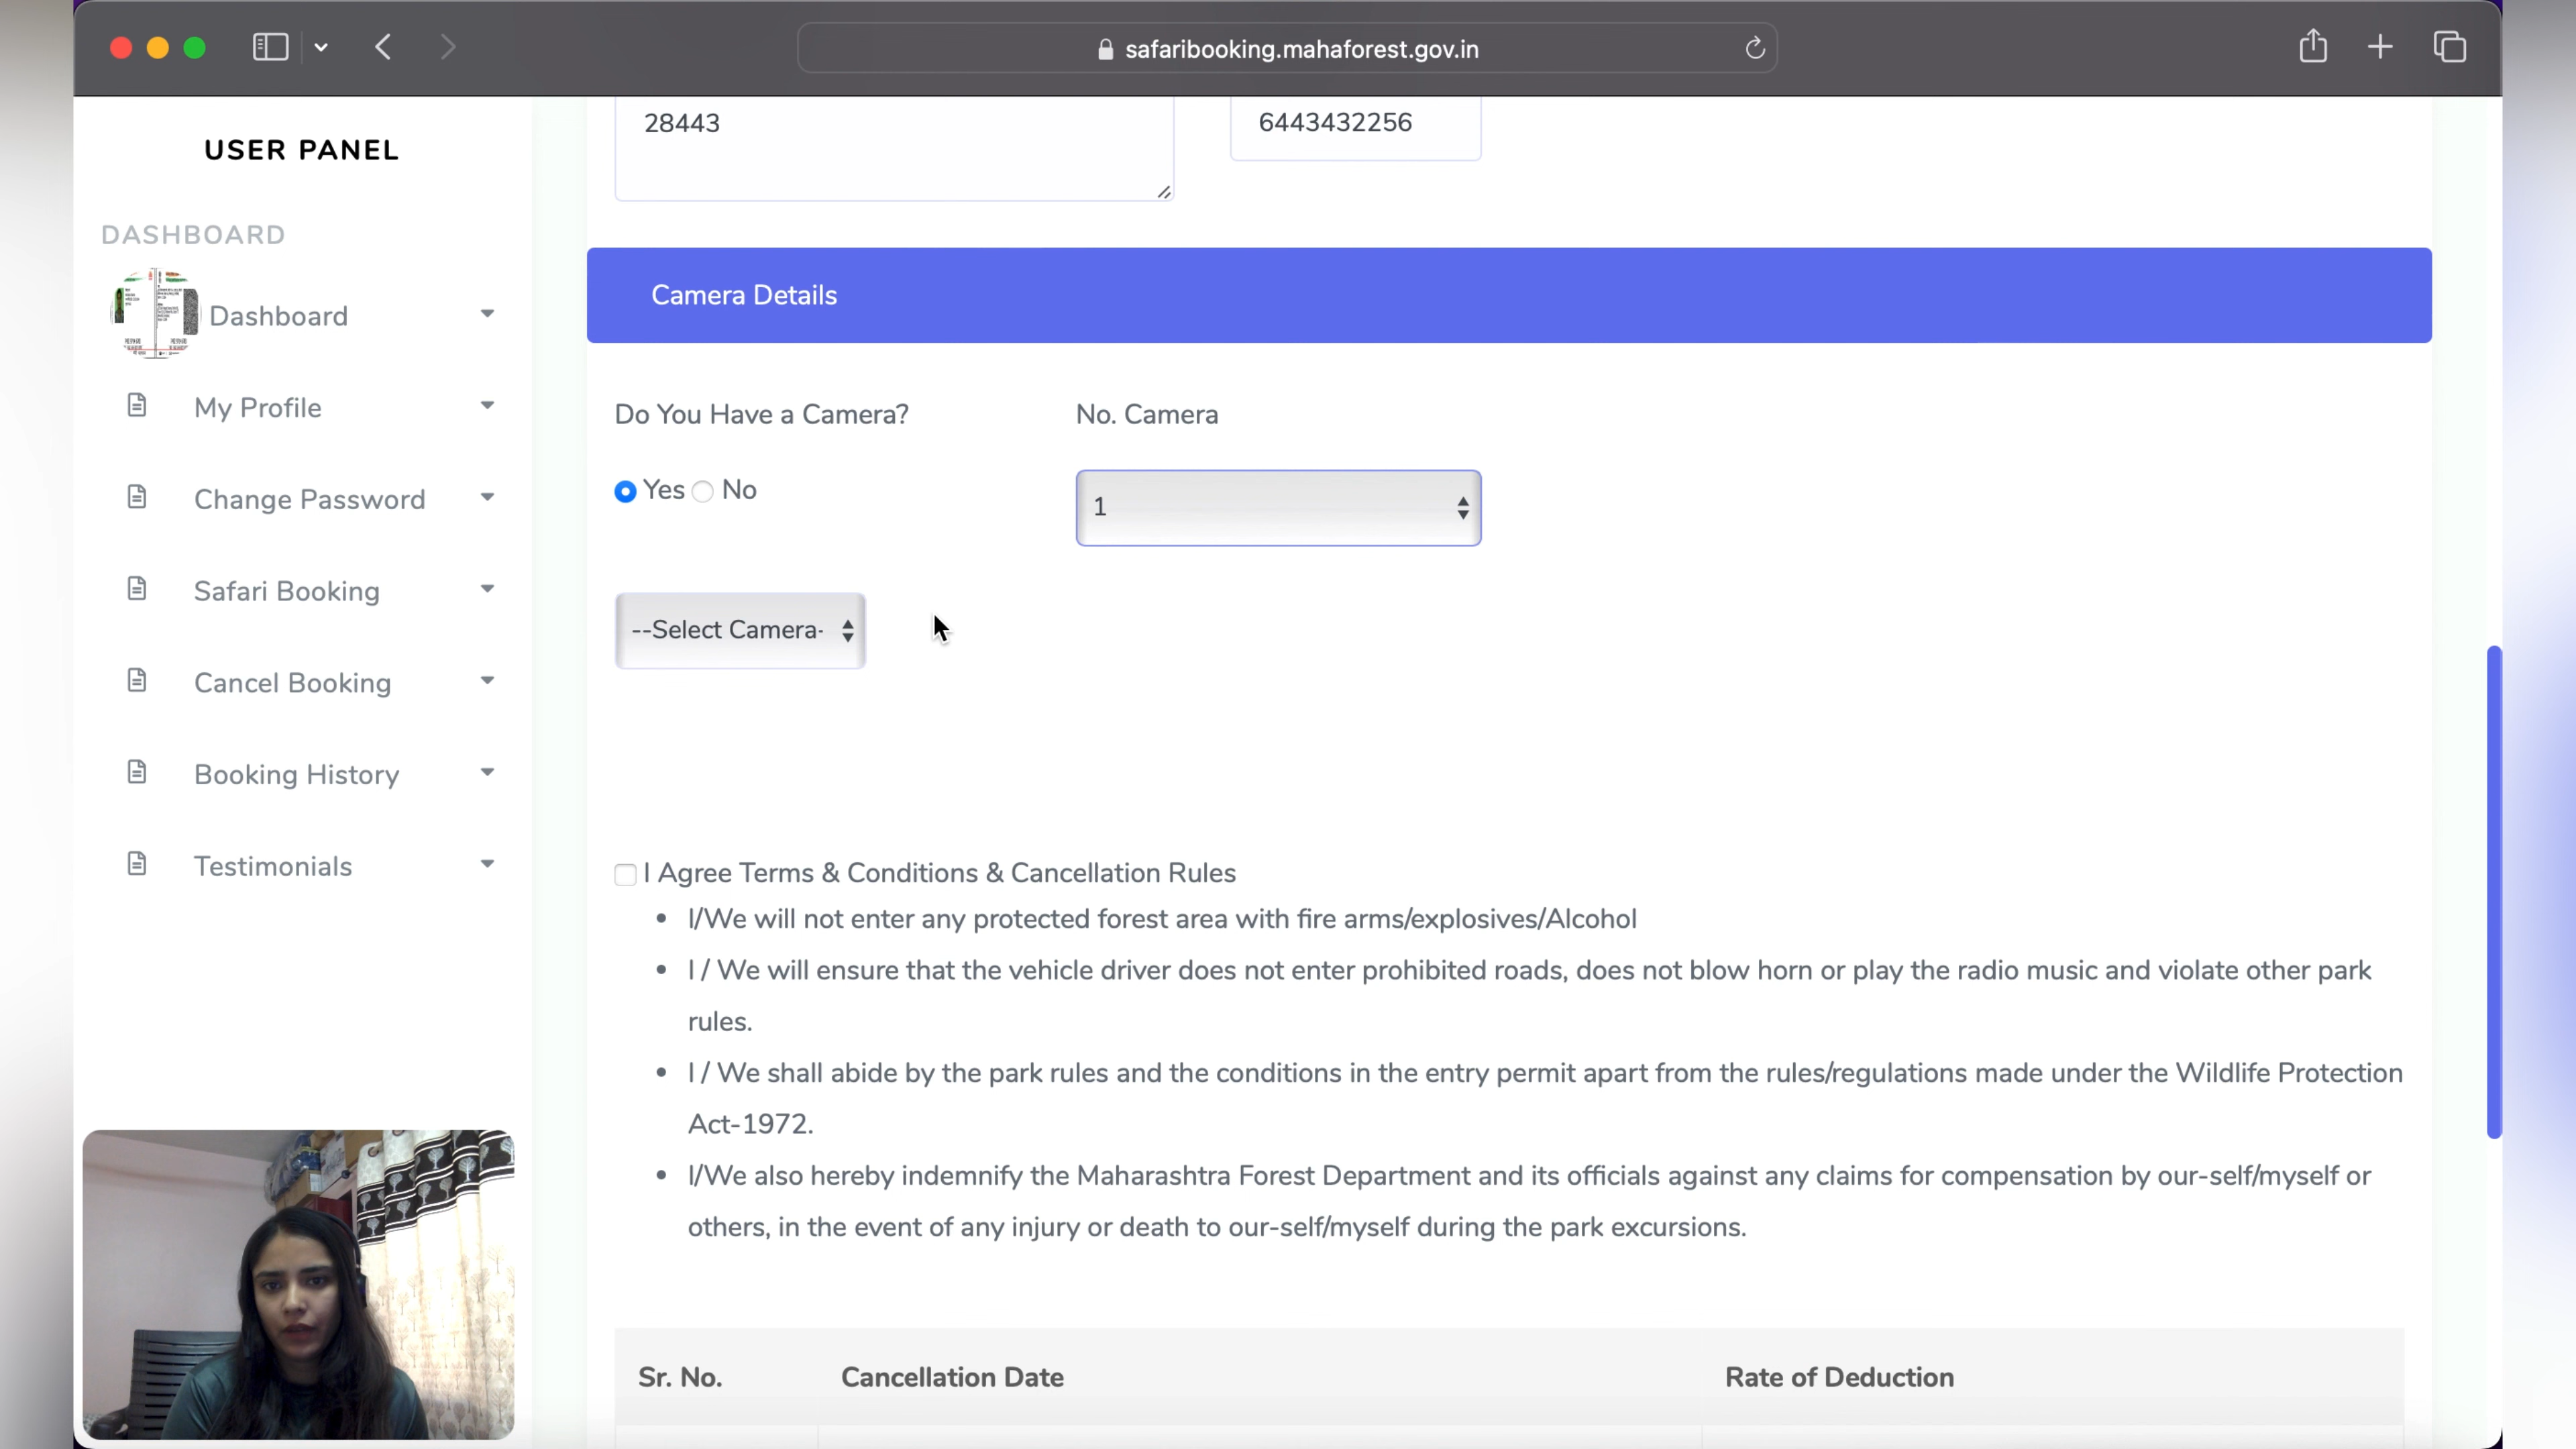 safaribooking.mahaforest.gov.in
USER PANEL
DASHBOARD
Dashboard
My Profile
Change Password
Safari Booking
Cancel Booking
Booking History
Testimonials
28443
6443432256
Camera Details
Do You Have a Camera?
No. Camera
Yes No
1
--Select Camera-
I Agree Terms & Conditions & Cancellation Rules
• I/We will not enter any protected forest area with fire arms/explosives/Alcohol
• I / We will ensure that the vehicle driver does not enter prohibited roads, does not blow horn or play the radio music and violate other park
rules.
• I / We shall abide by the park rules and the conditions in the entry permit apart from the rules/regulations made under the Wildlife Protection
Act-1972.
• I/We also hereby indemnify the Maharashtra Forest Department and its officials against any claims for compensation by our-self/myself or
others, in the event of any injury or death to our-self/myself during the park excursions.
Sr. No.
Cancellation Date
Rate of Deduction